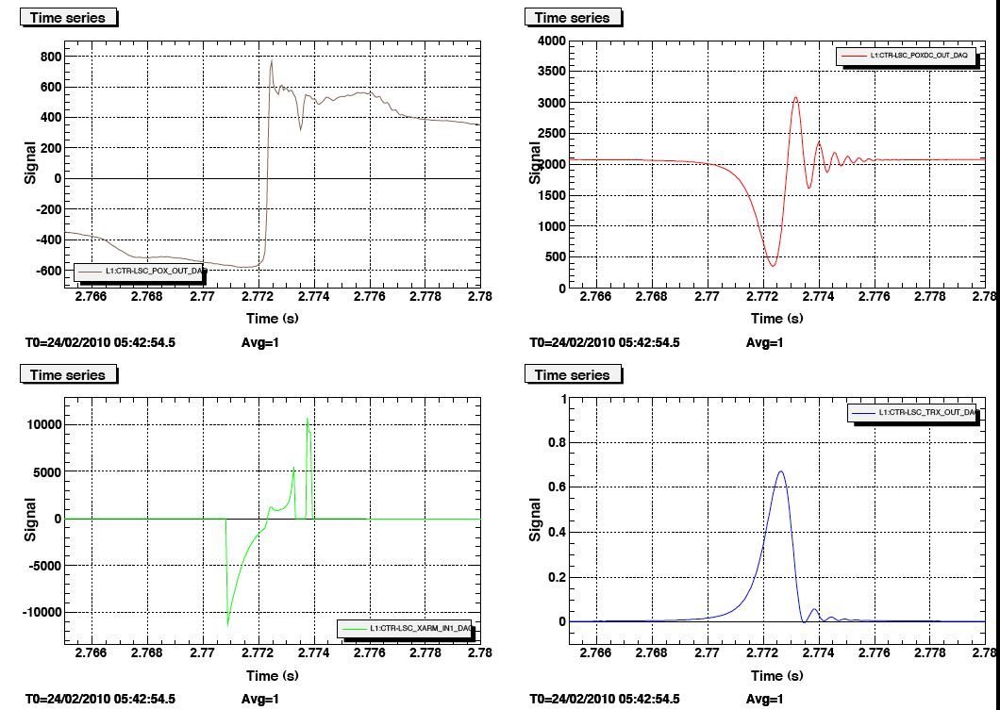 Time series
800
600
400
200
0
-200
-400
-600
Signal
L1:CTR-LSC_POX_OUT_DAQ
2.766 2.768 2.77 2.772 2.774 2.776 2.778 2.78
Time (s)
T0=24/02/2010 05:42:54.5 Avg=1
Time series
4000
3500
3000
2500
2000
1500
1000
500
0
Signal
L1:CTR-LSC_POXDC_OUT_DAQ
2.766 2.768 2.77 2.772 2.774 2.776 2.778 2.78
Time (s)
T0=24/02/2010 05:42:54.5 Avg=1
Time series
10000
5000
0
-5000
-10000
Signal
L1:CTR-LSC_XARM_IN1_DAQ
2.766 2.768 2.77 2.772 2.774 2.776 2.778 2.78
Time (s)
T0=24/02/2010 05:42:54.5 Avg=1
Time series
1
0.8
0.6
0.4
0.2
0
Signal
L1:CTR-LSC_TRX_OUT_DAQ
2.766 2.768 2.77 2.772 2.774 2.776 2.778 2.78
Time (s)
T0=24/02/2010 05:42:54.5 Avg=1